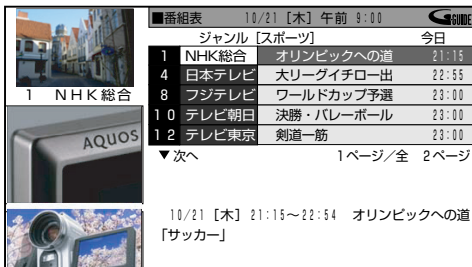 ■番組表 10/21 [木] 午前 9:00 GGUIDE
ジャンル [スポーツ] 今日
1 NHK総合 オリンピックへの道 21:15
4 日本テレビ 大リーグイチロー出 22:55
8 フジテレビ ワールドカップ予選 23:00
10 テレビ朝日 決勝・バレーボール 23:00
12 テレビ東京 剣道一筋 23:00
▼次へ 1ページ/全 2ページ
1 NHK総合
AQUOS
10/21 [木] 21:15~22:54 オリンピックへの道
「サッカー」